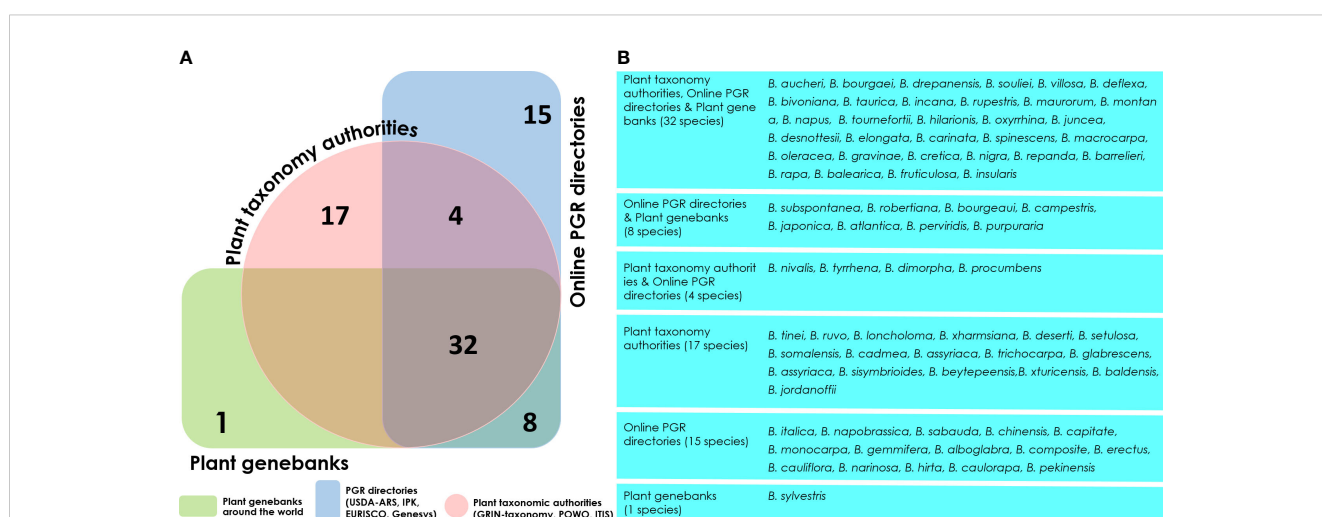 A
B
Plant taxonomy authorities
Online PGR directories
15
17
4
32
1
8
Plant genebanks
Plant genebanks
around the world
PGR directories
(USDA-ARS, IPK,
EURISCO, Genesys)
Plant taxonomic authorities
(GRIN-taxonomy, POWO, ITIS)
Plant taxonomy
authorities, Online PGR
directories & Plant gene
banks (32 species)
B. aucheri, B. bourgaei, B. drepanensis, B. souliei, B. villosa, B. deflexa,
B. bivoniana, B. taurica, B. incana, B. rupestris, B. maurorum, B. montan
a, B. napus, B. tournefortii, B. hilarionis, B. oxyrrhina, B. juncea,
B. desnottesii, B. elongata, B. carinata, B. spinescens, B. macrocarpa,
B. oleracea, B. gravinae, B. cretica, B. nigra, B. repanda, B. barrelieri,
B. rapa, B. balearica, B. fruticulosa, B. insularis
Online PGR directories
& Plant genebanks
(8 species)
B. subspontanea, B. robertiana, B. bourgeaui, B. campestris,
B. japonica, B. atlantica, B. perviridis, B. purpuraria
Plant taxonomy authorit
ies & Online PGR
directories (4 species)
B. nivalis, B. tyrrhena, B. dimorpha, B. procumbens
Plant taxonomy
authorities (17 species)
B. tinei, B. ruvo, B. loncholoma, B. xharmsiana, B. deserti, B. setulosa,
B. somalensis, B. cadmea, B. assyriaca, B. trichocarpa, B. glabrescens,
B. assyriaca, B. sisymbrioides, B. beytepeensis,B. xturicensis, B. baldensis,
B. jordanoffii
Online PGR
directories (15 species)
B. italica, B. napobrassica, B. sabauda, B. chinensis, B. capitate,
B. monocarpa, B. gemmifera, B. alboglabra, B. composite, B. erectus,
B. cauliflora, B. narinosa, B. hirta, B. caulorapa, B. pekinensis
Plant genebanks
(1 species)
B. sylvestris